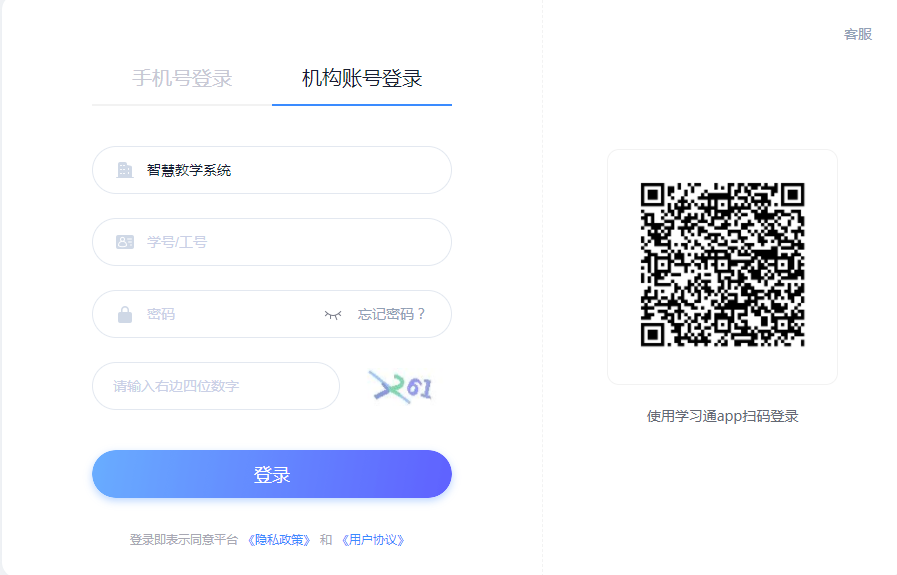 客服
手机号登录 机构账号登录
智慧教学系统
学号/工号
密码 忘记密码？
请输入右边四位数字
登录
登录即表示同意平台 《隐私政策》 和 《用户协议》
使用学习通app扫码登录